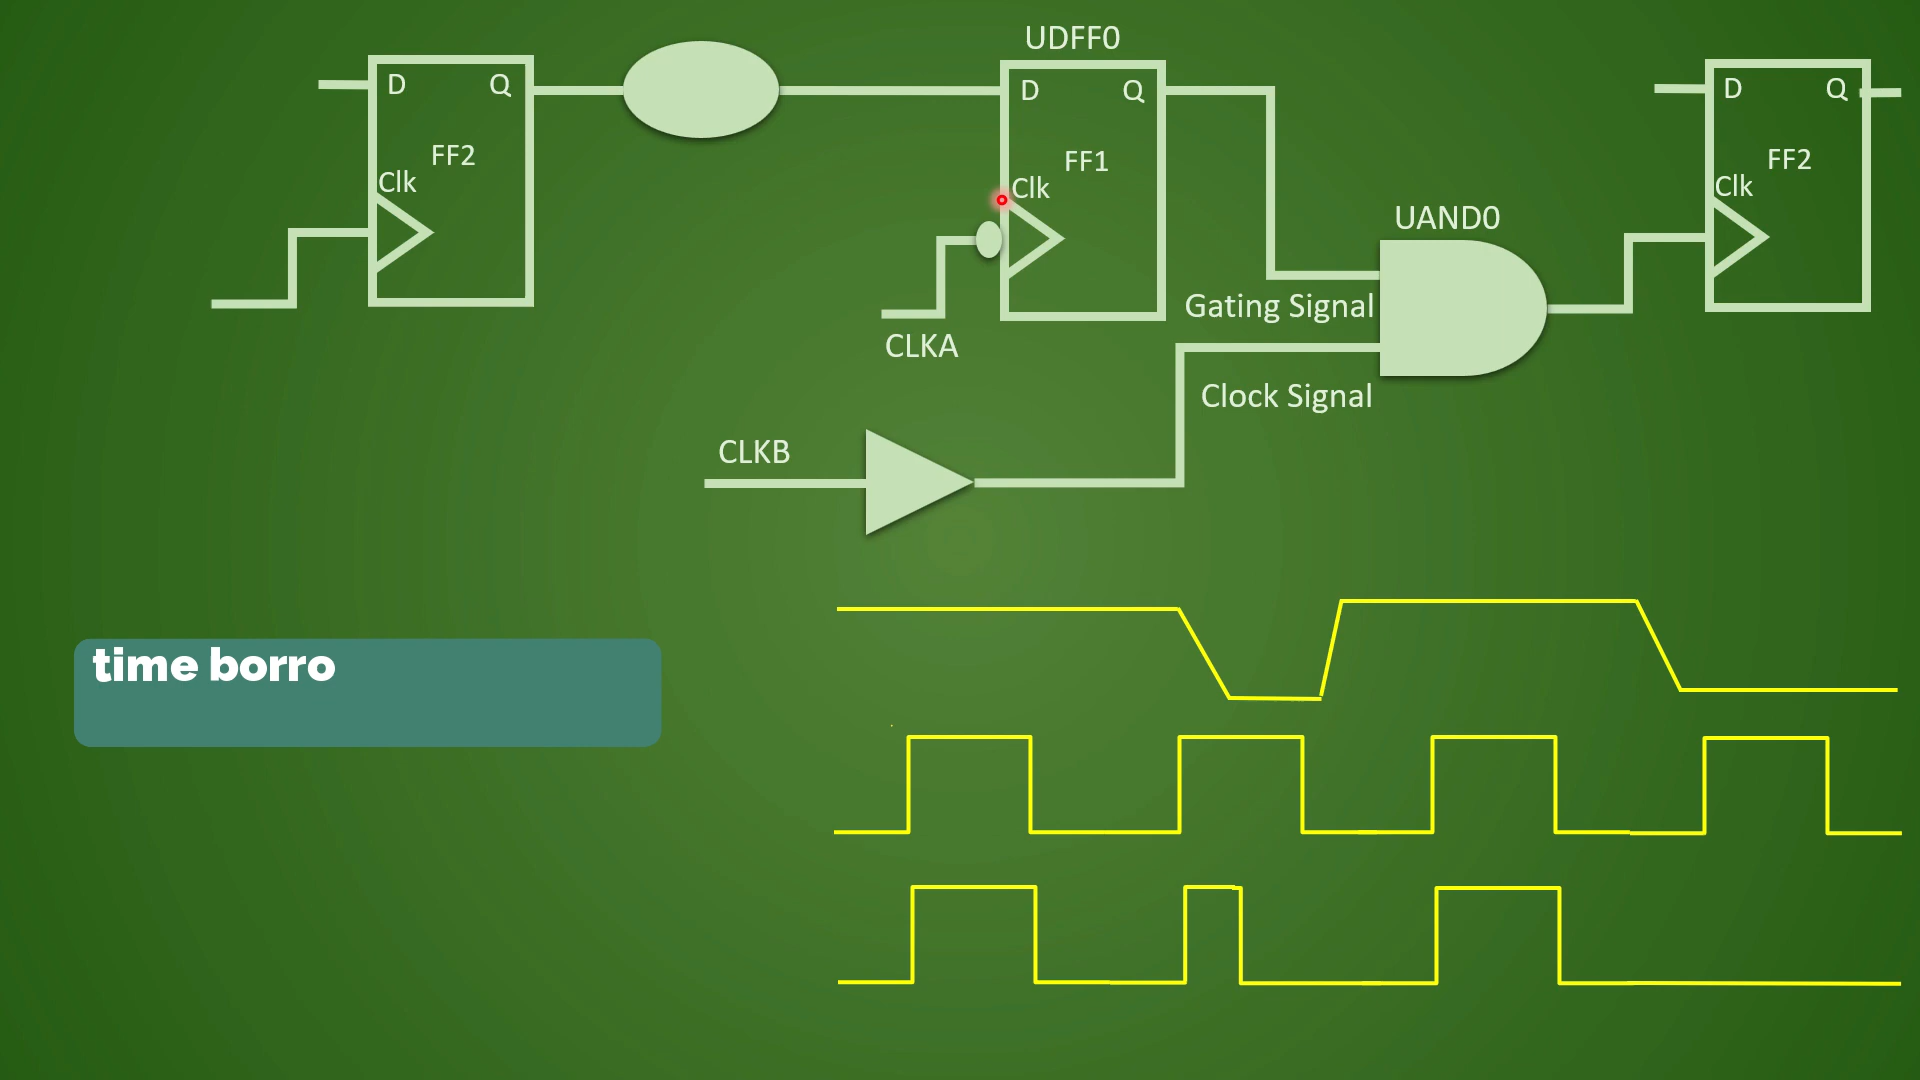 UDFF0
D Q
FF2
Clk
D Q
FF1
Clk
D Q
FF2
Clk
UAND0
Gating Signal
CLKA
Clock Signal
CLKB
time borro